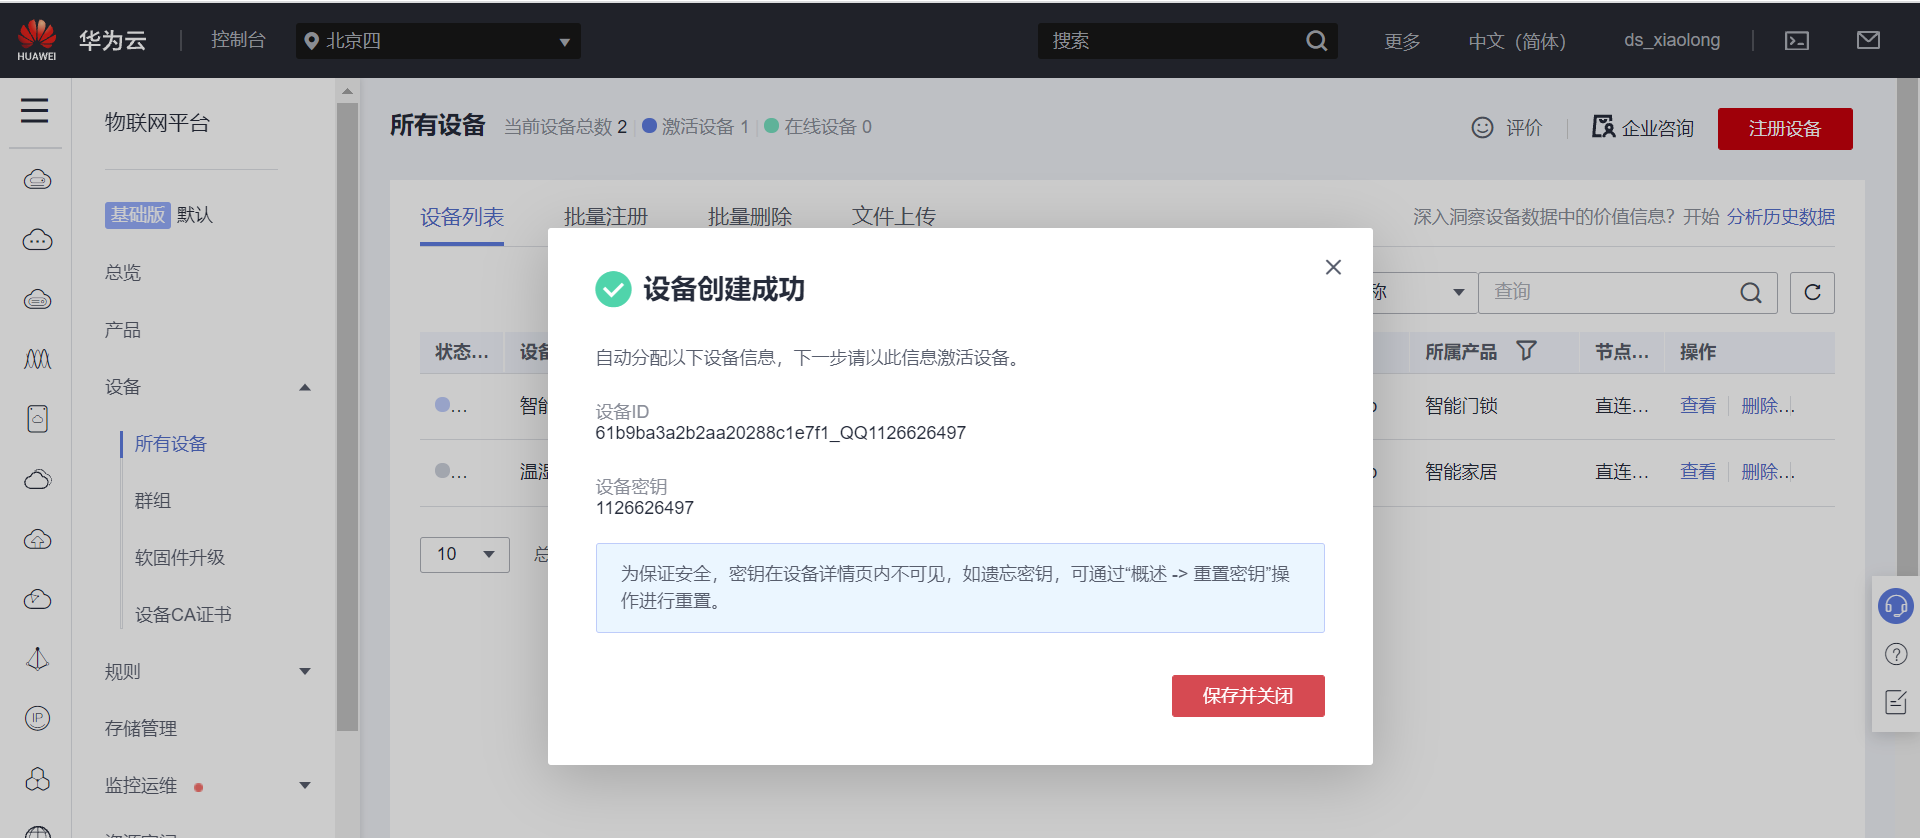 HUAWEI
华为云
控制台
北京四
搜索
更多
中文（简体）
ds_xiaolong
物联网平台
基础版 默认
总览
产品
设备
所有设备
群组
软固件升级
设备CA证书
规则
存储管理
监控运维
所有设备
当前设备总数 2
激活设备 1
在线设备 0
评价
企业咨询
注册设备
设备列表
批量注册
批量删除
文件上传
深入洞察设备数据中的价值信息？开始 分析历史数据
称
查询
状态...
设备
所属产品
节点...
操作
...
智能
智能门锁
直连...
查看
删除...
...
温湿
智能家居
直连...
查看
删除...
10
总
设备创建成功
自动分配以下设备信息，下一步请以此信息激活设备。
设备ID
61b9ba3a2b2aa20288c1e7f1_QQ1126626497
设备密钥
1126626497
为保证安全，密钥在设备详情页内不可见，如遗忘密钥，可通过“概述 -> 重置密钥”操
作进行重置。
保存并关闭
IP